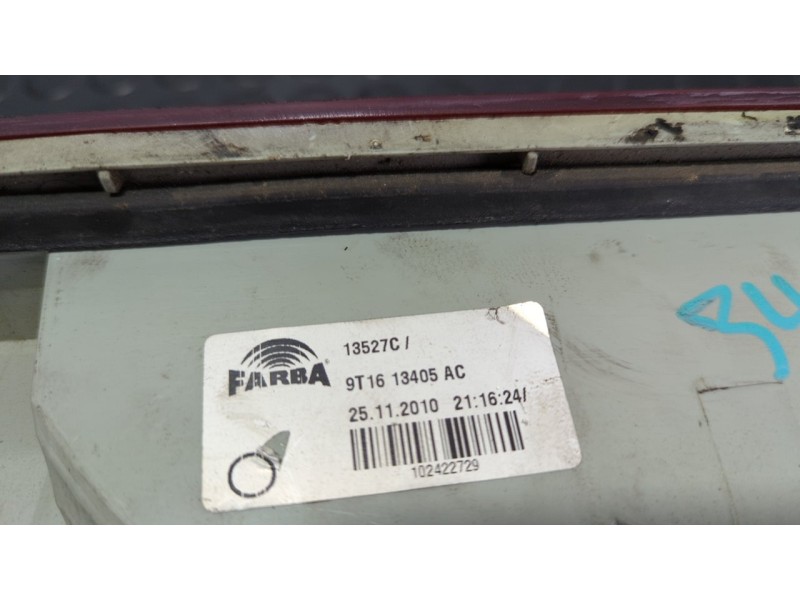 FARBA
13527C /
9T16 13405 AC
25.11.2010 21:16:24/
102422729